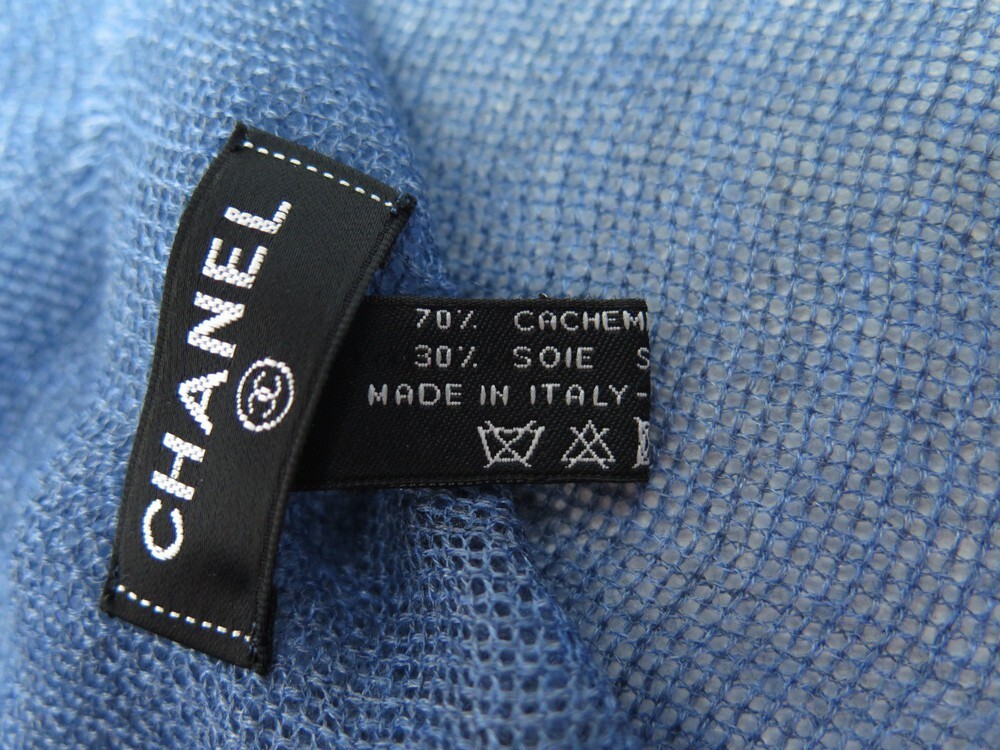 CHANEL
70% CACHEM
30% SOIE S
MADE IN ITALY-